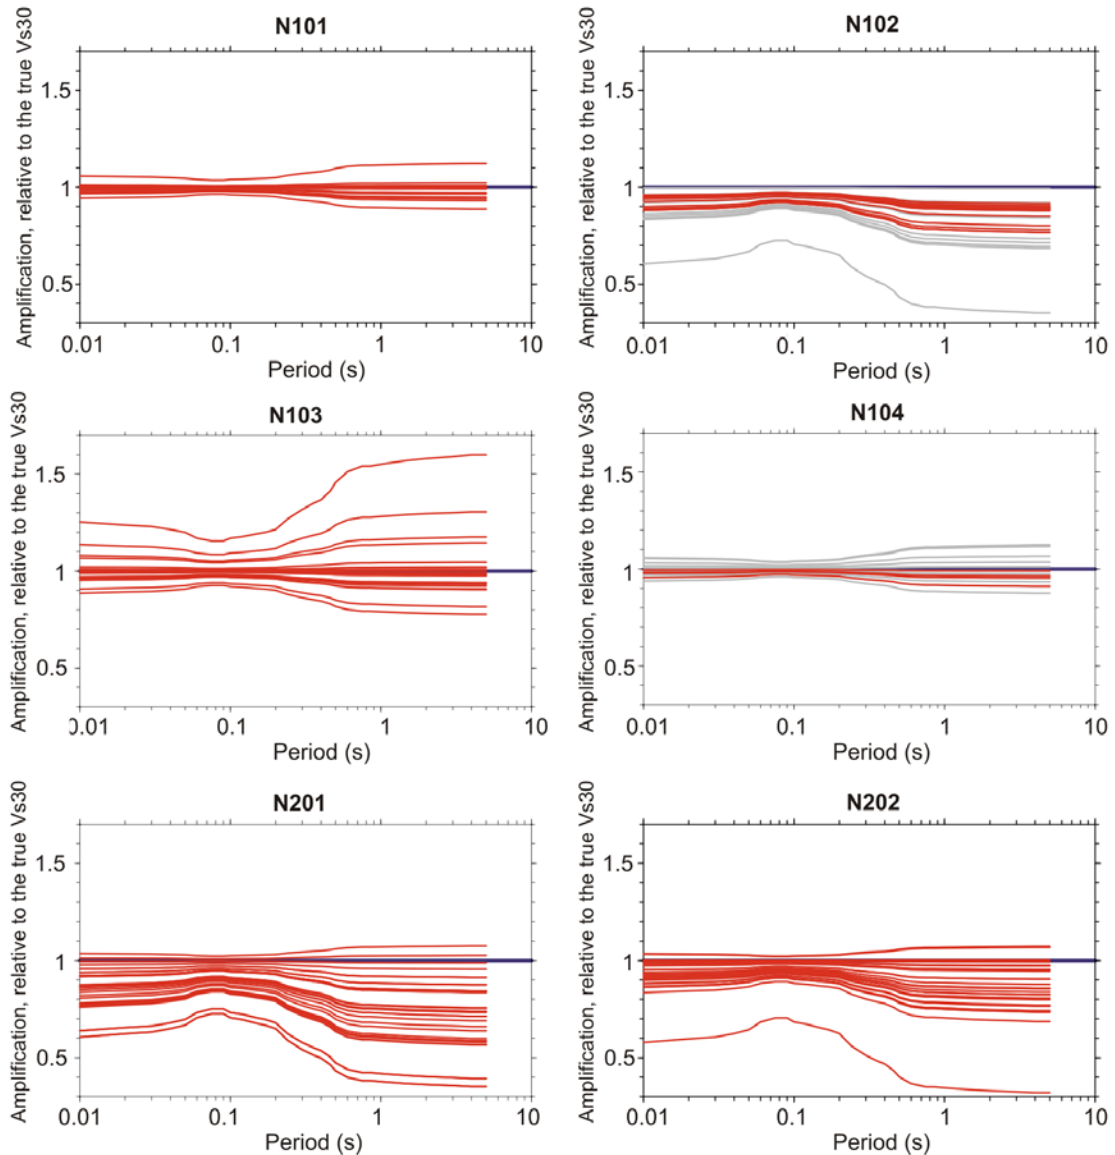 N101
Amplification, relative to the true Vs30
1.5
1
0.5
0.01 0.1 1 10
Period (s)
N102
Amplification, relative to the true Vs30
1.5
1
0.5
0.01 0.1 1 10
Period (s)
N103
Amplification, relative to the true Vs30
1.5
1
0.5
0.01 0.1 1 10
Period (s)
N104
Amplification, relative to the true Vs30
1.5
1
0.5
0.01 0.1 1 10
Period (s)
N201
Amplification, relative to the true Vs30
1.5
1
0.5
0.01 0.1 1 10
Period (s)
N202
Amplification, relative to the true Vs30
1.5
1
0.5
0.01 0.1 1 10
Period (s)